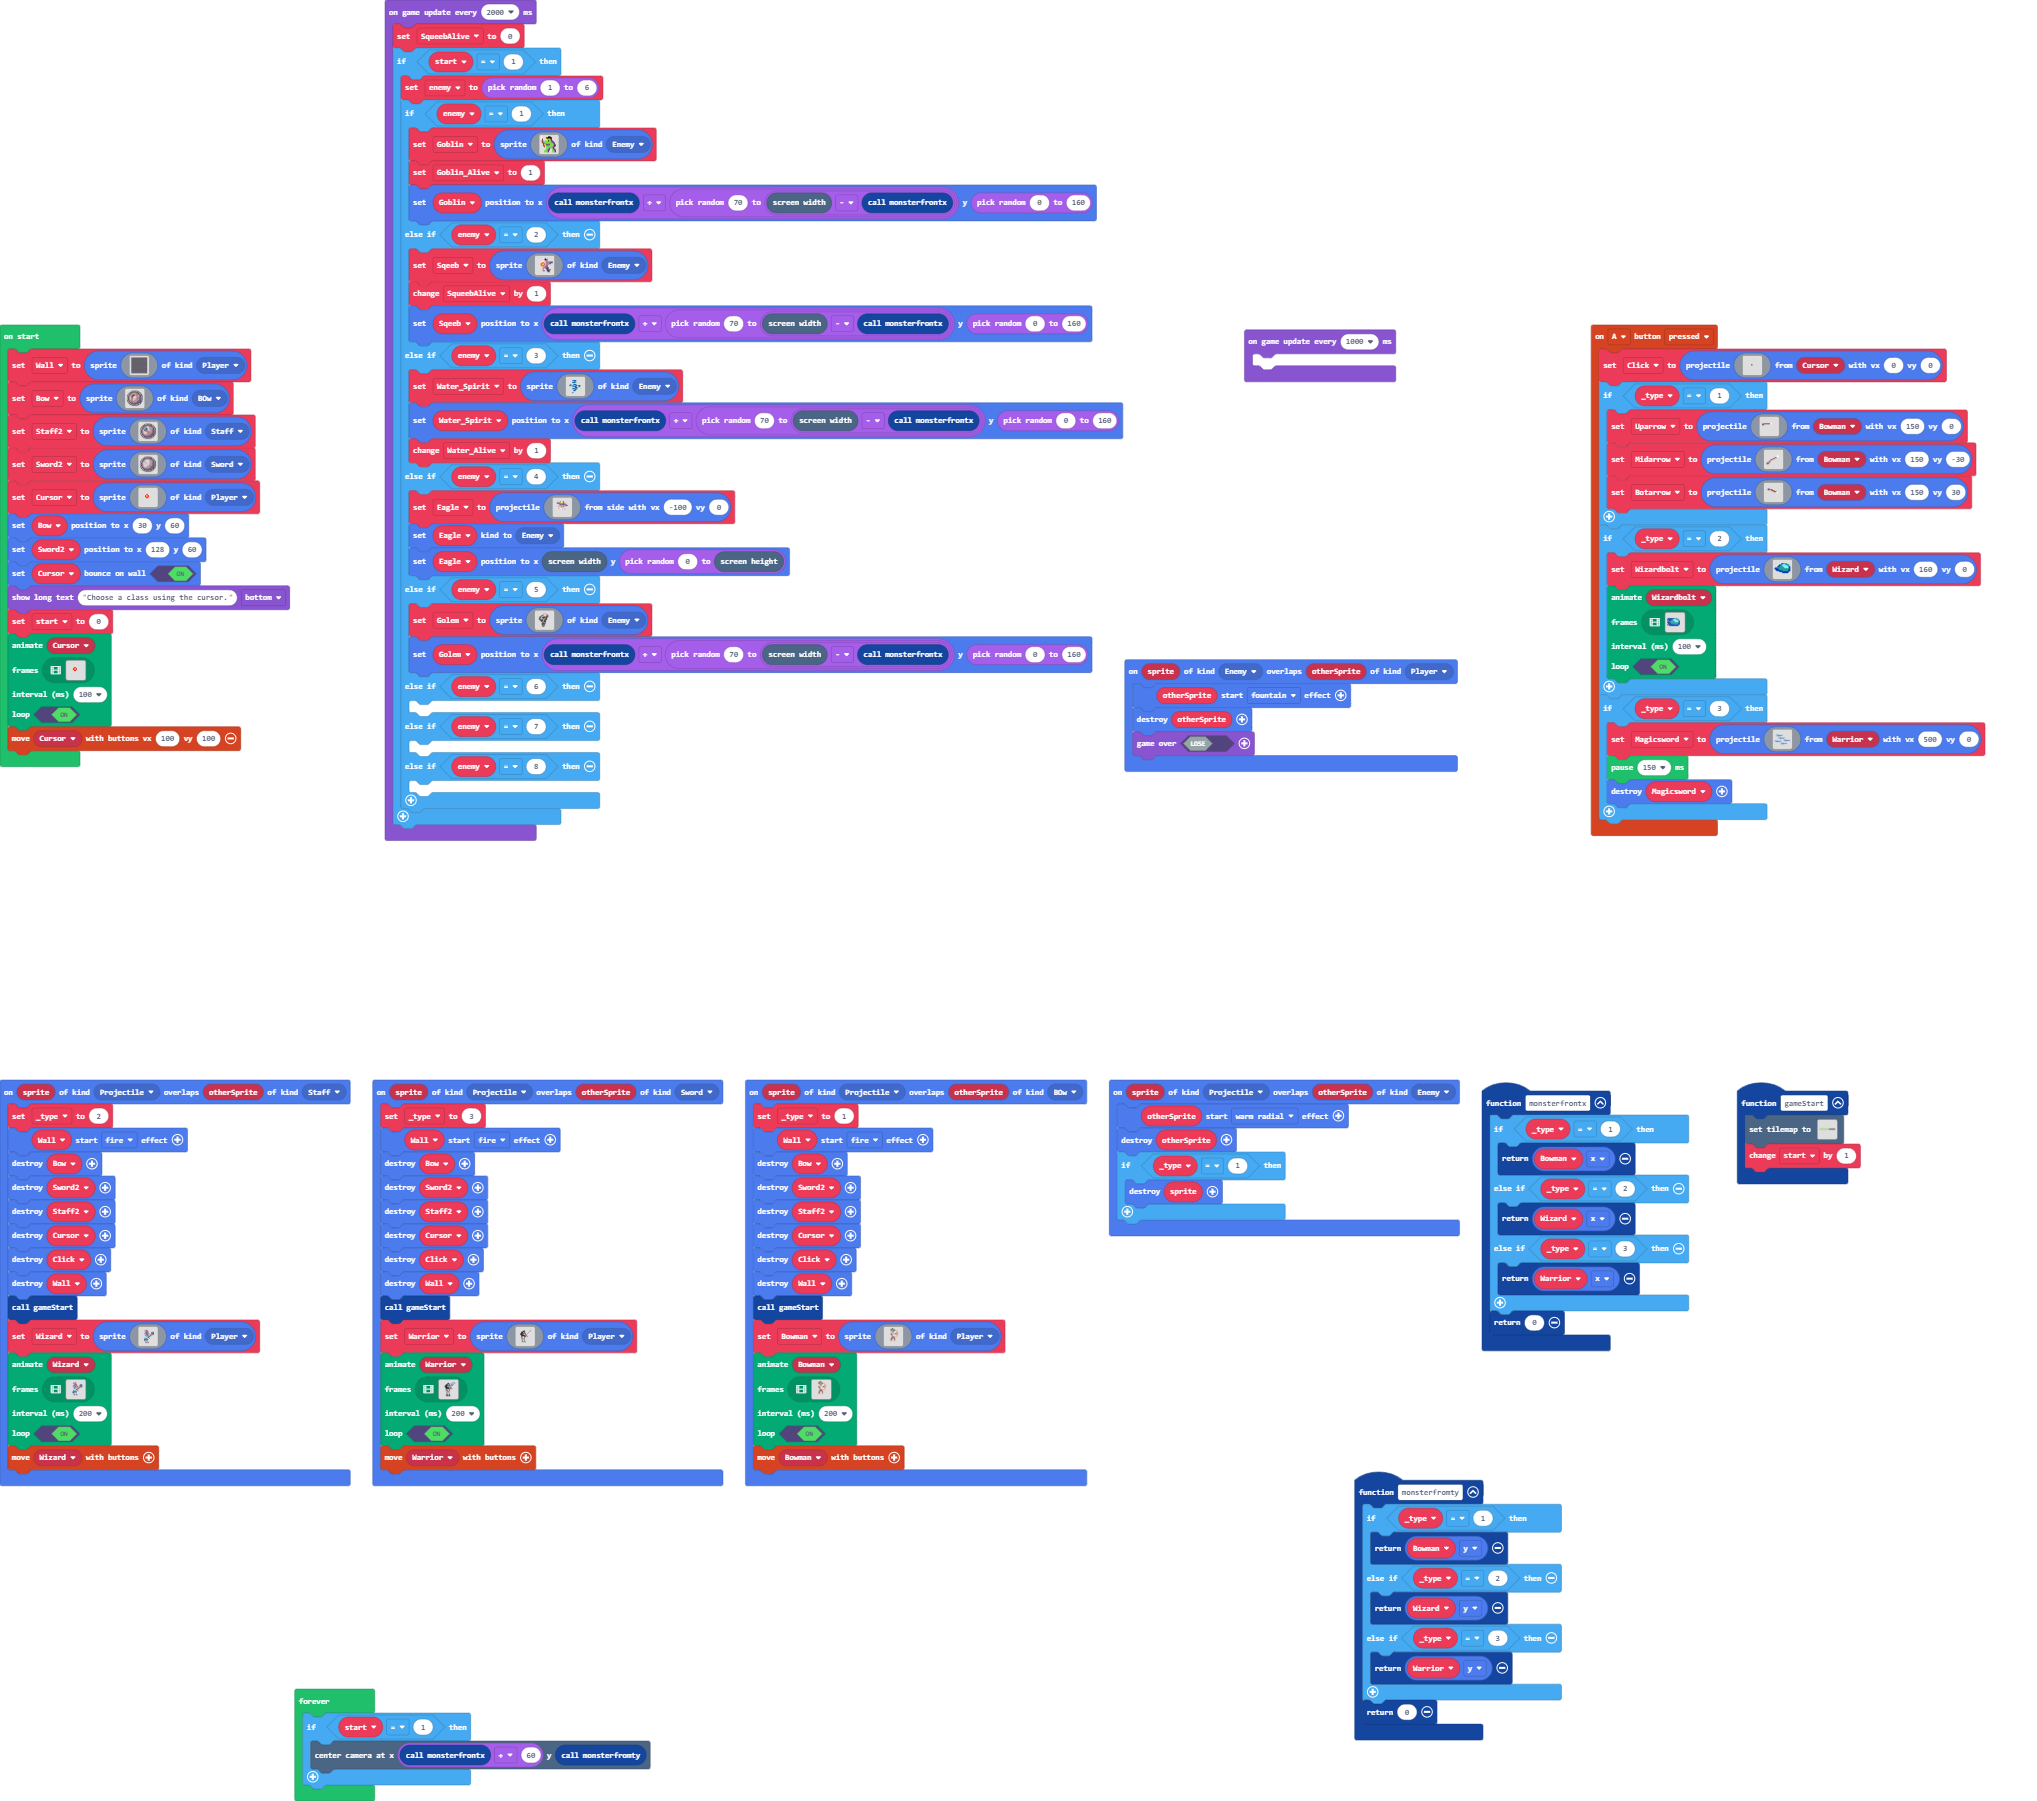 on game update every 2000 ms
set SqueebAlive to 0
if start = 1 then
set enemy to pick random 1 to 6
if enemy = 1 then
set Goblin to sprite of kind Enemy
set Goblin_Alive to 1
set Goblin position to x call monsterfrontx + pick random 70 to screen width - call monsterfrontx y pick random 0 to 160
else if enemy = 2 then
set Sqeeb to sprite of kind Enemy
change SqueebAlive by 1
set Sqeeb position to x call monsterfrontx + pick random 70 to screen width - call monsterfrontx y pick random 0 to 160
else if enemy = 3 then
set Water_Spirit to sprite of kind Enemy
set Water_Spirit position to x call monsterfrontx + pick random 70 to screen width - call monsterfrontx y pick random 0 to 160
change Water_Alive by 1
else if enemy = 4 then
set Eagle to projectile from side with vx -100 vy 0
set Eagle kind to Enemy
set Eagle position to x screen width y pick random 0 to screen height
else if enemy = 5 then
set Golem to sprite of kind Enemy
set Golem position to x call monsterfrontx + pick random 70 to screen width - call monsterfrontx y pick random 0 to 160
else if enemy = 6 then
else if enemy = 7 then
else if enemy = 8 then
on start
set Wall to sprite of kind Player
set Bow to sprite of kind BOw
set Staff2 to sprite of kind Staff
set Sword2 to sprite of kind Sword
set Cursor to sprite of kind Player
set Bow position to x 30 y 60
set Sword2 position to x 128 y 60
set Cursor bounce on wall ON
show long text "Choose a class using the cursor." bottom
set start to 0
animate Cursor
frames
interval (ms) 100
loop ON
move Cursor with buttons vx 100 vy 100
on game update every 1000 ms
on sprite of kind Enemy overlaps otherSprite of kind Player
otherSprite start fountain effect
destroy otherSprite
game over LOSE
on A button pressed
set Click to projectile from Cursor with vx 0 vy 0
if _type = 1 then
set Uparrow to projectile from Bowman with vx 150 vy 0
set Midarrow to projectile from Bowman with vx 150 vy -30
set Botarrow to projectile from Bowman with vx 150 vy 30
if _type = 2 then
set Wizardbolt to projectile from Wizard with vx 160 vy 0
animate Wizardbolt
frames
interval (ms) 100
loop ON
if _type = 3 then
set Magicsword to projectile from Warrior with vx 500 vy 0
pause 150 ms
destroy Magicsword
on sprite of kind Projectile overlaps otherSprite of kind Staff
set _type to 2
Wall start fire effect
destroy Bow
destroy Sword2
destroy Staff2
destroy Cursor
destroy Click
destroy Wall
call gameStart
set Wizard to sprite of kind Player
animate Wizard
frames
interval (ms) 200
loop ON
move Wizard with buttons
on sprite of kind Projectile overlaps otherSprite of kind Sword
set _type to 3
Wall start fire effect
destroy Bow
destroy Sword2
destroy Staff2
destroy Cursor
destroy Click
destroy Wall
call gameStart
set Warrior to sprite of kind Player
animate Warrior
frames
interval (ms) 200
loop ON
move Warrior with buttons
on sprite of kind Projectile overlaps otherSprite of kind BOw
set _type to 1
Wall start fire effect
destroy Bow
destroy Sword2
destroy Staff2
destroy Cursor
destroy Click
destroy Wall
call gameStart
set Bowman to sprite of kind Player
animate Bowman
frames
interval (ms) 200
loop ON
move Bowman with buttons
on sprite of kind Projectile overlaps otherSprite of kind Enemy
otherSprite start warm radial effect
destroy otherSprite
if _type = 1 then
destroy sprite
function monsterfrontx
if _type = 1 then
return Bowman x
else if _type = 2 then
return Wizard x
else if _type = 3 then
return Warrior x
return 0
function gameStart
set tilemap to
change start by 1
function monsterfromty
if _type = 1 then
return Bowman y
else if _type = 2 then
return Wizard y
else if _type = 3 then
return Warrior y
return 0
forever
if start = 1 then
center camera at x call monsterfrontx + 60 y call monsterfromty